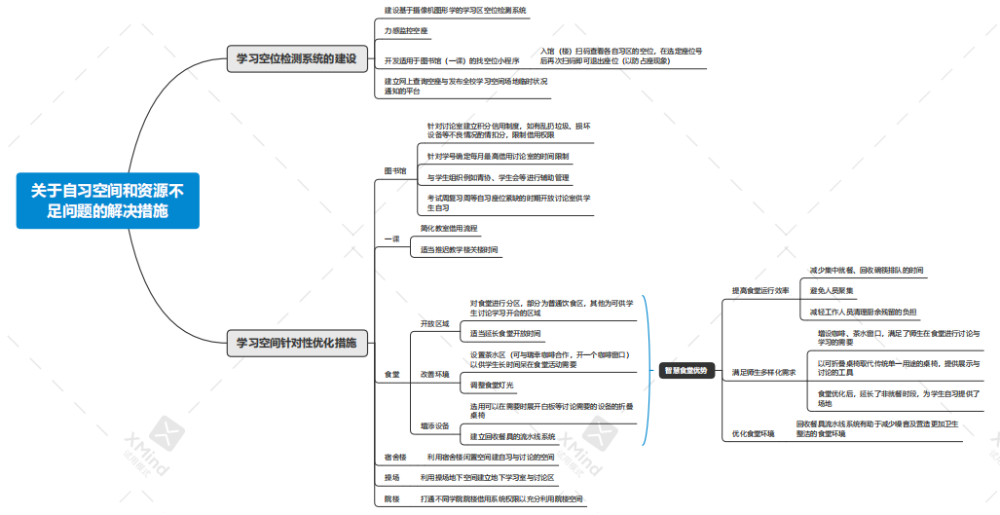 关于自习空间和资源不
足问题的解决措施
学习空位检测系统的建设
建设基于摄像机图形学的学习区空位检测系统
力感监控空座
开发适用于图书馆（一课）的找空位小程序
入馆（楼）扫码查看各自习区的空位，在选定座位号
后再次扫码即可退出座位（以防占座现象）
建立网上查询空座与发布全校学习空间场地临时状况
通知的平台
学习空间针对性优化措施
图书馆
针对讨论室建立积分信用制度，如有乱扔垃圾、损坏
设备等不良情况酌情扣分，限制借用权限
针对学号确定每月最高借用讨论室的时间限制
与学生组织例如青协、学生会等进行辅助管理
考试周复习周等自习座位紧缺的时期开放讨论室供学
生自习
一课
简化教室借用流程
适当推迟教学楼关楼时间
食堂
开放区域
对食堂进行分区，部分为普通饮食区，其他为可供学
生讨论学习开会的区域
适当延长食堂开放时间
改善环境
设置茶水区（可与瑞幸咖啡合作，开一个咖啡窗口）
以供学生长时间呆在食堂活动需要
调整食堂灯光
增添设备
选用可以在需要时展开白板等讨论需要的设备的折叠
桌椅
建立回收餐具的流水线系统
智慧食堂优势
提高食堂运行效率
减少集中就餐、回收碗筷排队的时间
避免人员聚集
减轻工作人员清理厨余残留的负担
满足师生多样化需求
增设咖啡、茶水窗口，满足了师生在食堂进行讨论与
学习的需要
以可折叠桌椅取代传统单一用途的桌椅，提供展示与
讨论的工具
食堂优化后，延长了非就餐时段，为学生自习提供了
场地
优化食堂环境
回收餐具流水线系统有助于减少噪音及营造更加卫生
整洁的食堂环境
宿舍楼
利用宿舍楼闲置空间建自习与讨论的空间
操场
利用操场地下空间建立地下学习室与讨论区
院楼
打通不同学院院楼借用系统权限以充分利用院楼空间
XMind
试用模式
XMind
试用模式
XMind
试用模式